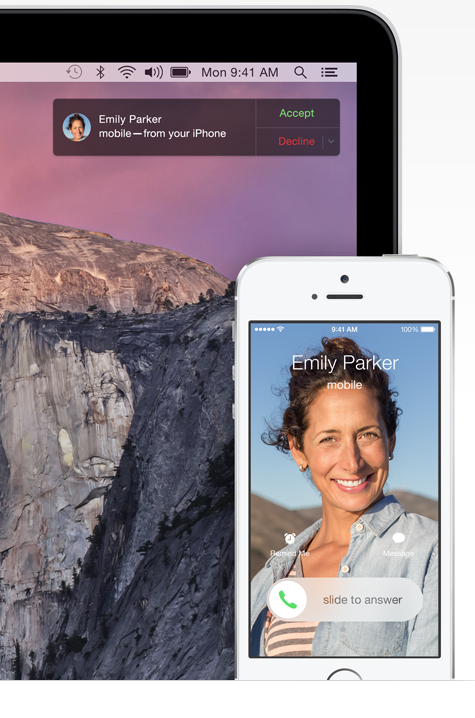 Mon 9:41 AM
Emily Parker
mobile—from your iPhone
Accept
Decline
9:41 AM
100%
Emily Parker
mobile
Remind Me
Message
slide to answer